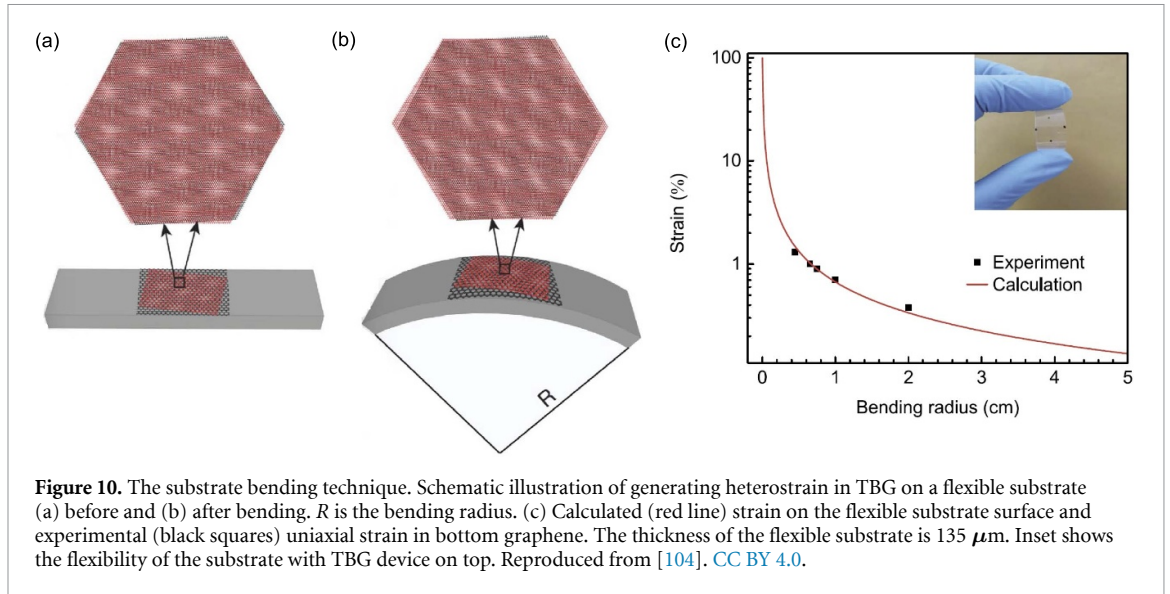 (a)
(b)
R
(c)
100
10
1
Strain (%)
Experiment
Calculation
0 1 2 3 4 5
Bending radius (cm)
Figure 10. The substrate bending technique. Schematic illustration of generating heterostrain in TBG on a flexible substrate
(a) before and (b) after bending. R is the bending radius. (c) Calculated (red line) strain on the flexible substrate surface and
experimental (black squares) uniaxial strain in bottom graphene. The thickness of the flexible substrate is 135 μm. Inset shows
the flexibility of the substrate with TBG device on top. Reproduced from [104]. CC BY 4.0.